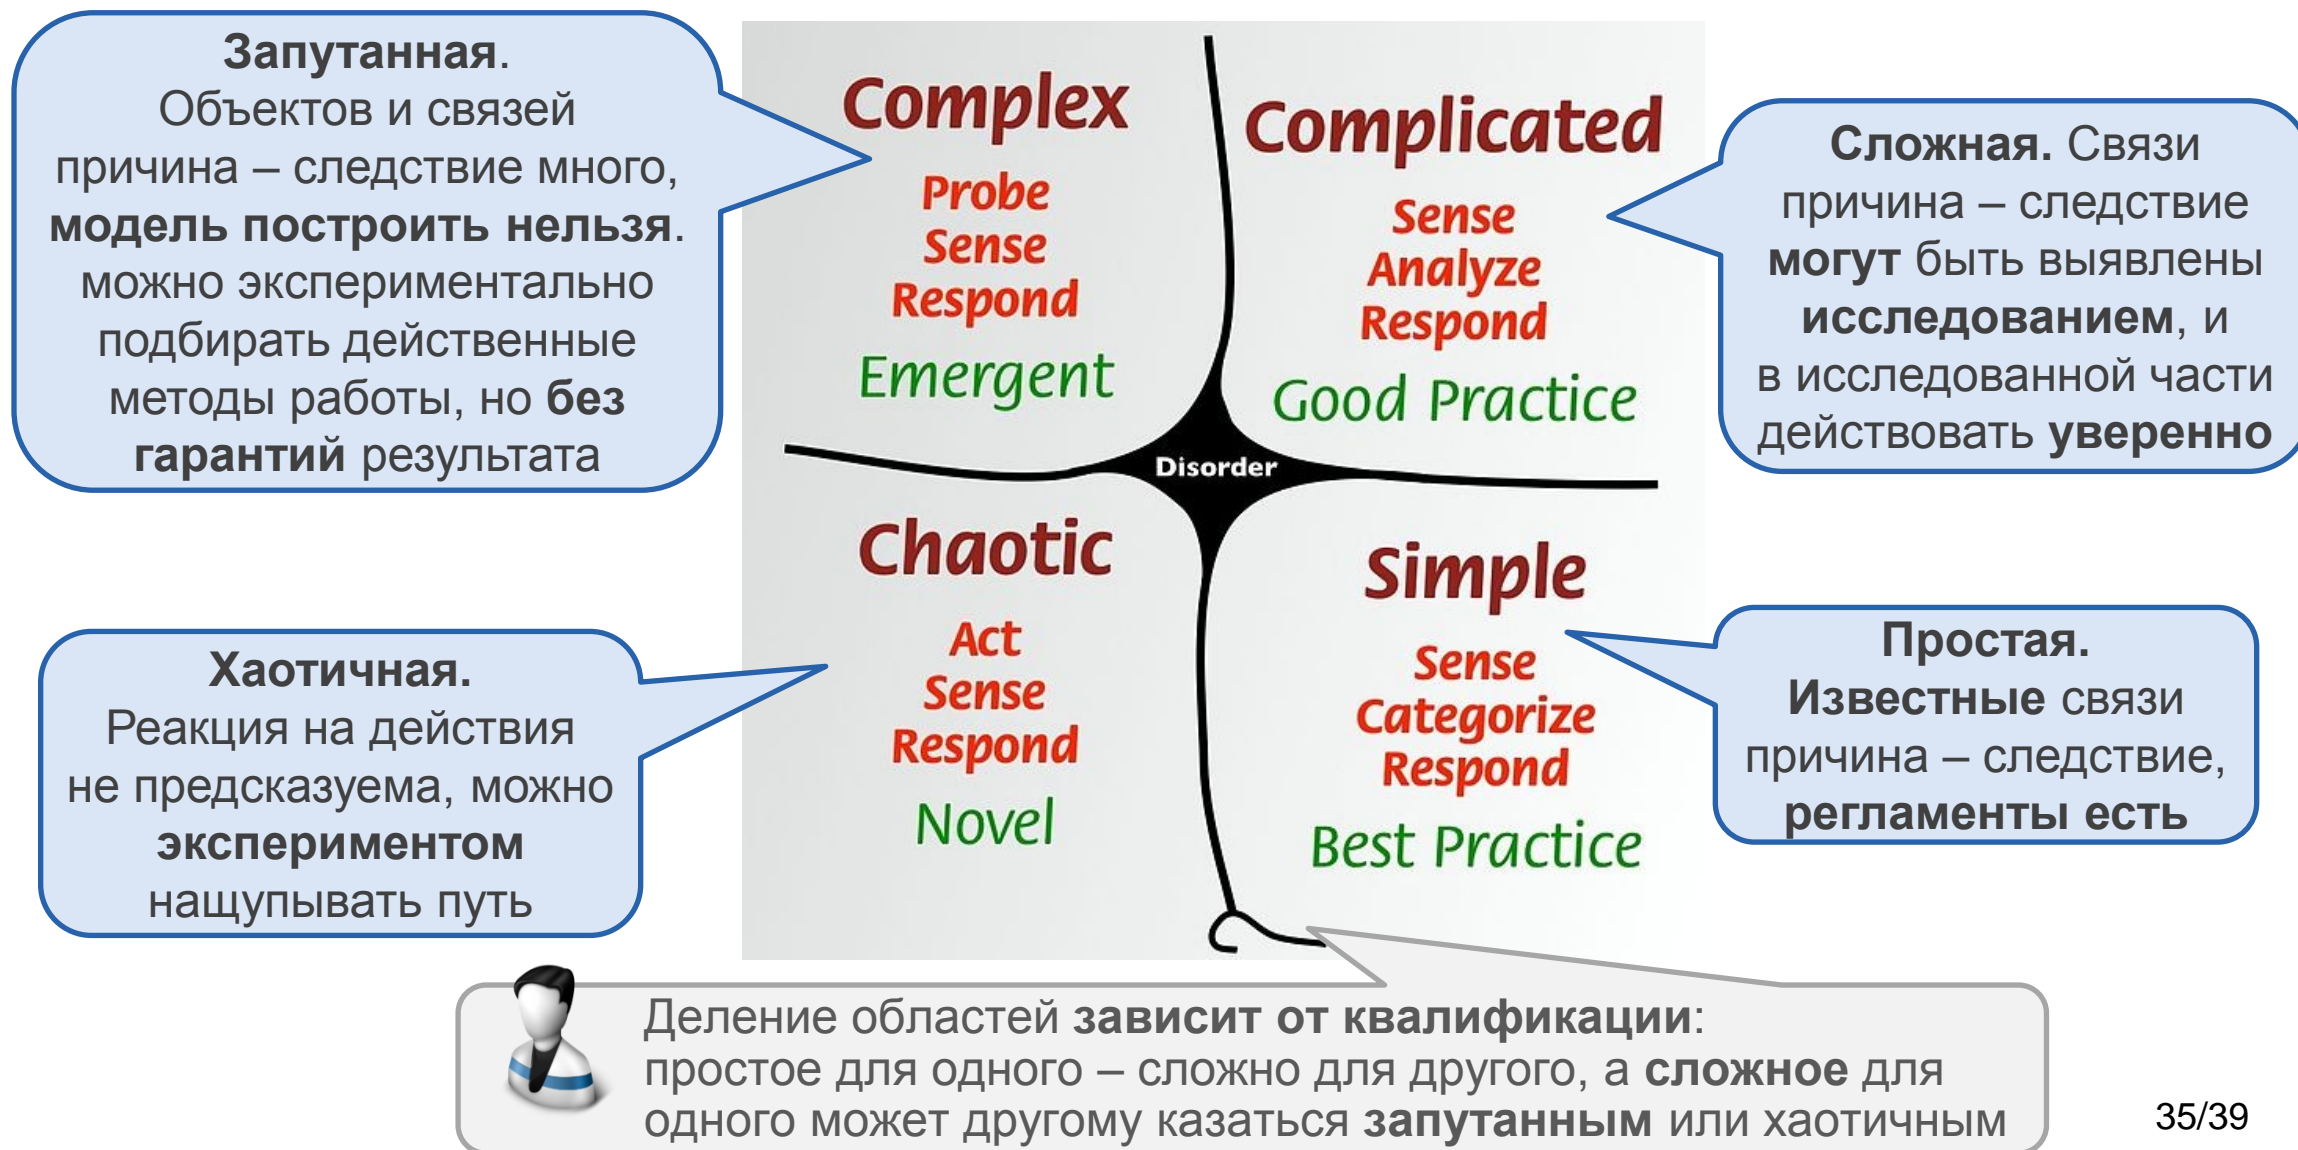 Запутанная.
Объектов и связей
причина – следствие много,
модель построить нельзя.
можно экспериментально
подбирать действенные
методы работы, но без
гарантий результата
Complex
Probe
Sense
Respond
Emergent
Complicated
Sense
Analyze
Respond
Good Practice
Сложная. Связи
причина – следствие
могут быть выявлены
исследованием, и
в исследованной части
действовать уверенно
Disorder
Хаотичная.
Реакция на действия
не предсказуема, можно
экспериментом
нащупывать путь
Chaotic
Act
Sense
Respond
Novel
Simple
Sense
Categorize
Respond
Best Practice
Простая.
Известные связи
причина – следствие,
регламенты есть
Деление областей зависит от квалификации:
простое для одного – сложно для другого, а сложное для
одного может другому казаться запутанным или хаотичным
35/39